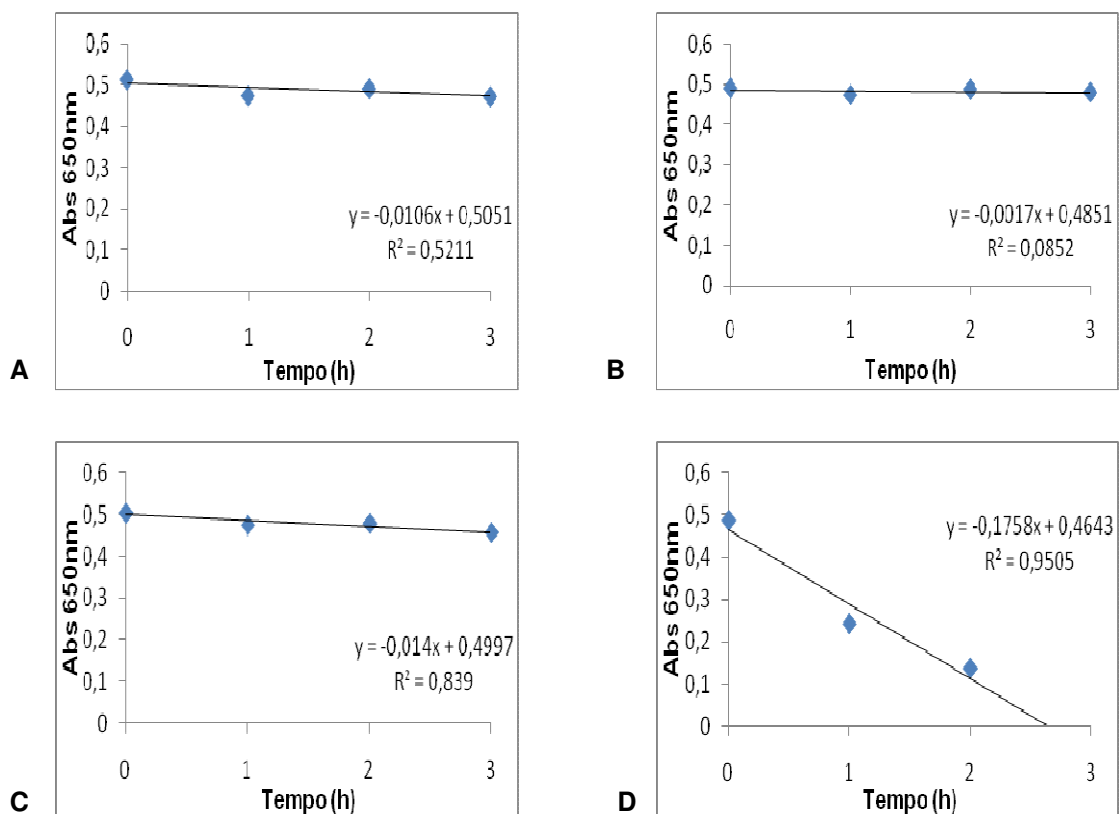 0,6
0,5
0,4
0,3
0,2
0,1
0
Abs 650nm
y = -0,0106x + 0,5051
R² = 0,5211
0 1 2 3
Tempo (h)
A
0,6
0,5
0,4
0,3
0,2
0,1
0
Abs 650nm
y = -0,0017x + 0,4851
R² = 0,0852
0 1 2 3
Tempo (h)
B
0,6
0,5
0,4
0,3
0,2
0,1
0
Abs 650nm
y = -0,014x + 0,4997
R² = 0,839
0 1 2 3
Tempo (h)
C
0,6
0,5
0,4
0,3
0,2
0,1
0
Abs 650nm
y = -0,1758x + 0,4643
R² = 0,9505
0 1 2 3
Tempo (h)
D